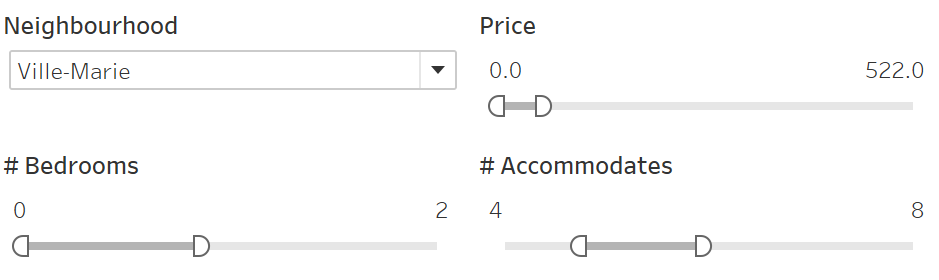 Neighbourhood
Ville-Marie
Price
0.0 522.0
# Bedrooms
0 2
# Accommodates
4 8